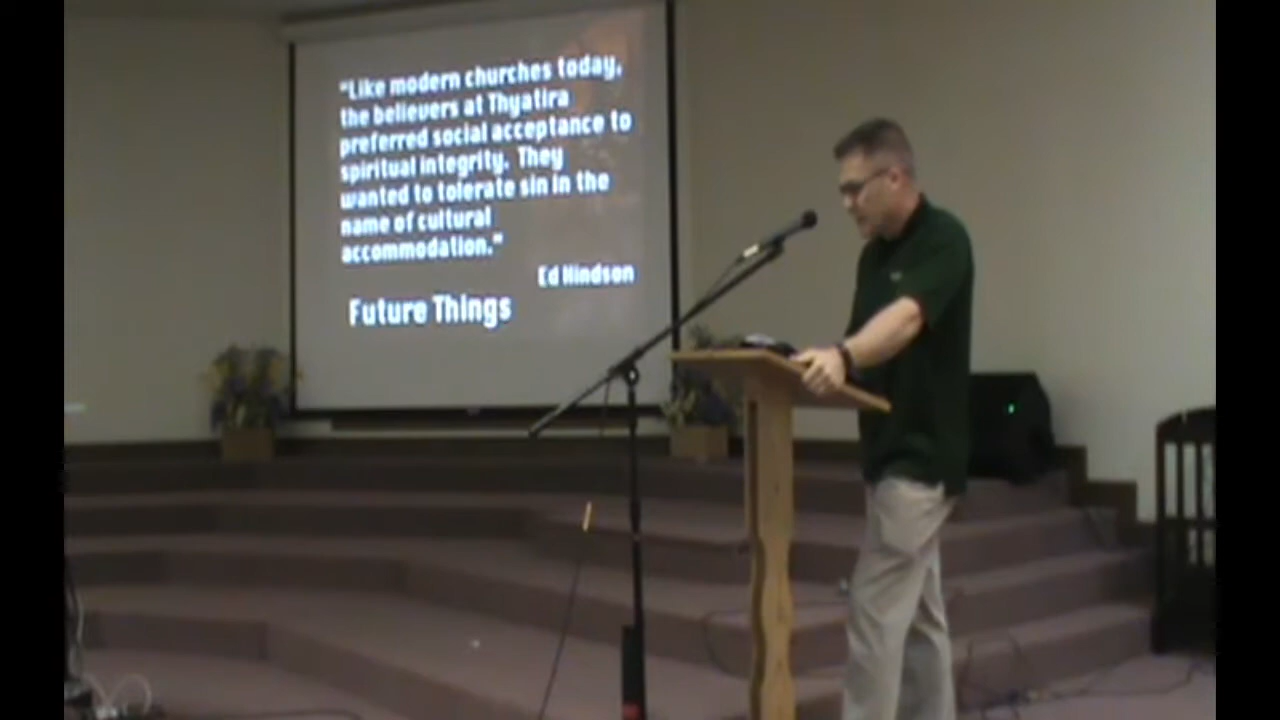 "Like modern churches today,
the believers at Thyatira
preferred social acceptance to
spiritual integrity. They
wanted to tolerate sin in the
name of cultural
accommodation."
Ed Hindson
Future Things